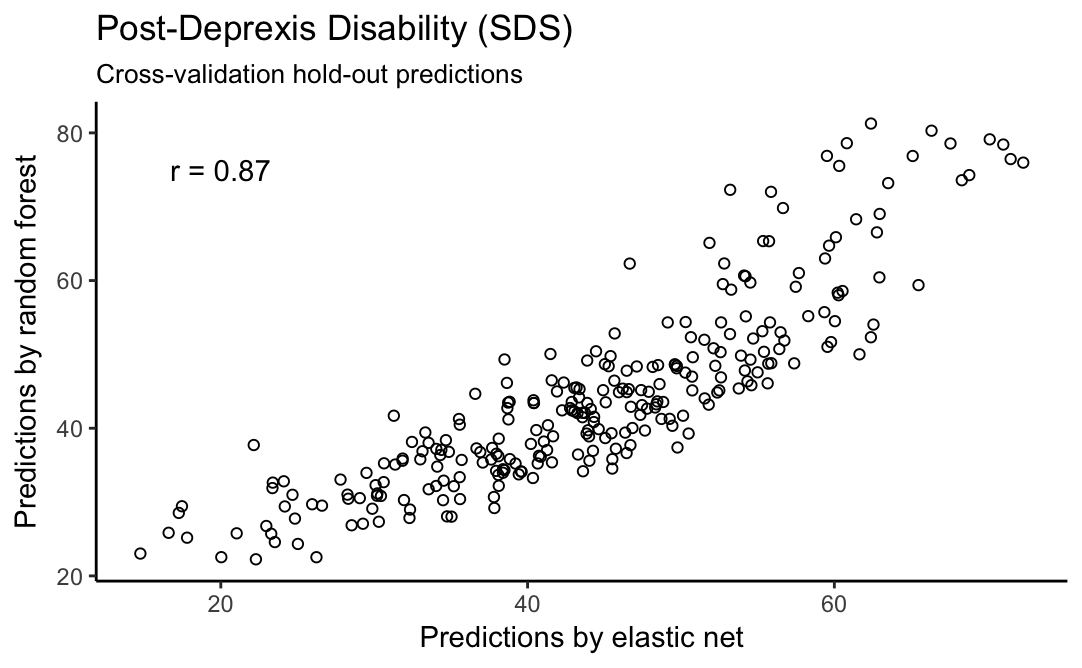 Post-Deprexis Disability (SDS)
Cross-validation hold-out predictions
r = 0.87
Predictions by random forest
80
60
40
20
20 40 60
Predictions by elastic net